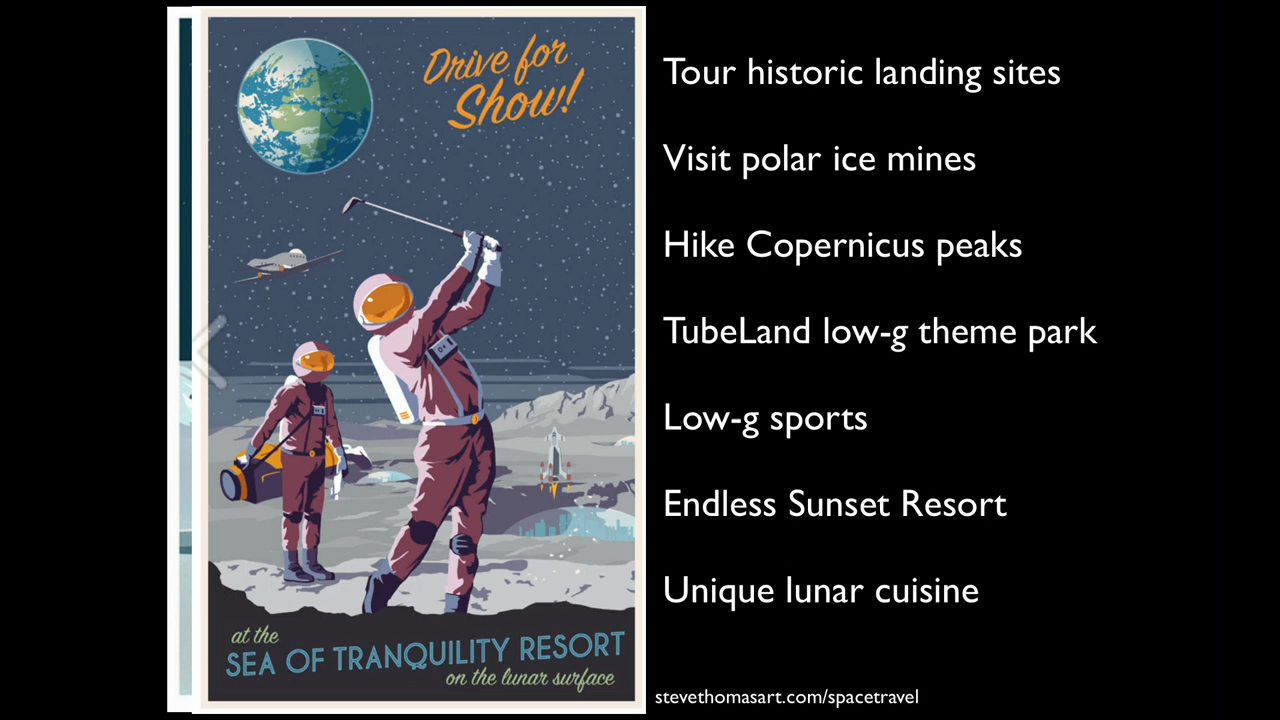 Drive for
Show!
at the
SEA OF TRANQUILITY RESORT
on the lunar surface
Tour historic landing sites
Visit polar ice mines
Hike Copernicus peaks
TubeLand low-g theme park
Low-g sports
Endless Sunset Resort
Unique lunar cuisine
stevethomasart.com/spacetravel